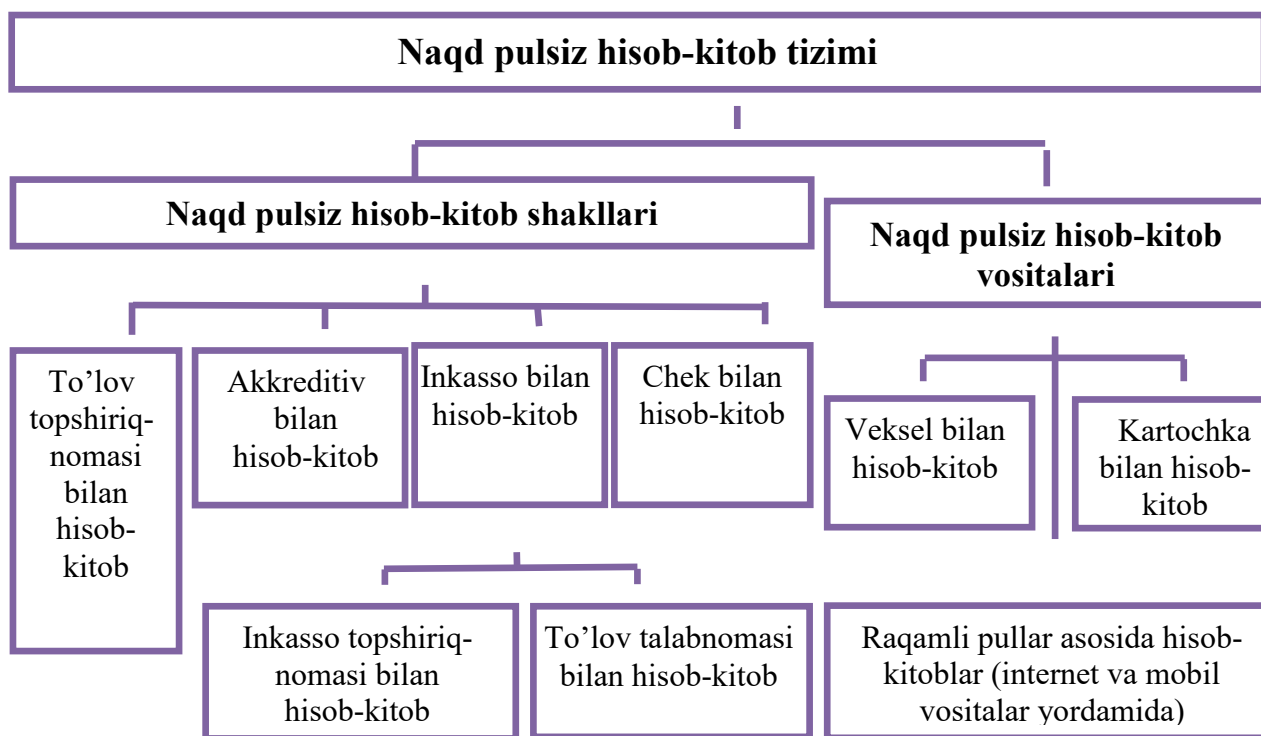 Naqd pulsiz hisob-kitob tizimi
Naqd pulsiz hisob-kitob shakllari
Naqd pulsiz hisob-kitob
vositalari
To’lov
topshiriq-
nomasi
bilan
hisob-
kitob
Akkreditiv
bilan
hisob-kitob
Inkasso bilan
hisob-kitob
Chek bilan
hisob-kitob
Veksel bilan
hisob-kitob
Kartochka
bilan hisob-
kitob
Inkasso topshiriq-
nomasi bilan
hisob-kitob
To’lov talabnomasi
bilan hisob-kitob
Raqamli pullar asosida hisob-
kitoblar (internet va mobil
vositalar yordamida)